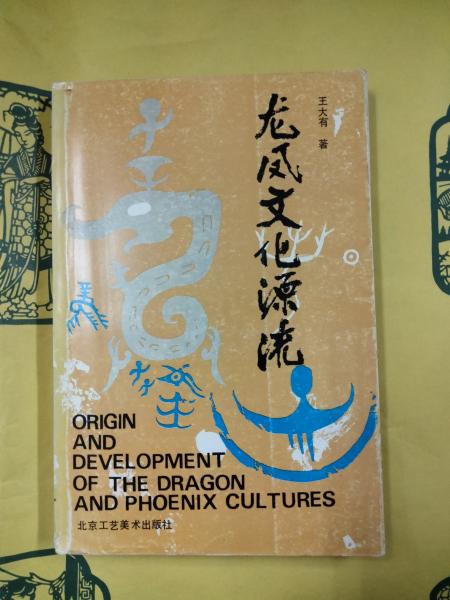 王大有 著
龙凤文化源流
ORIGIN
AND
DEVELOPMENT
OF THE DRAGON
AND PHOENIX CULTURES
北京工艺美术出版社